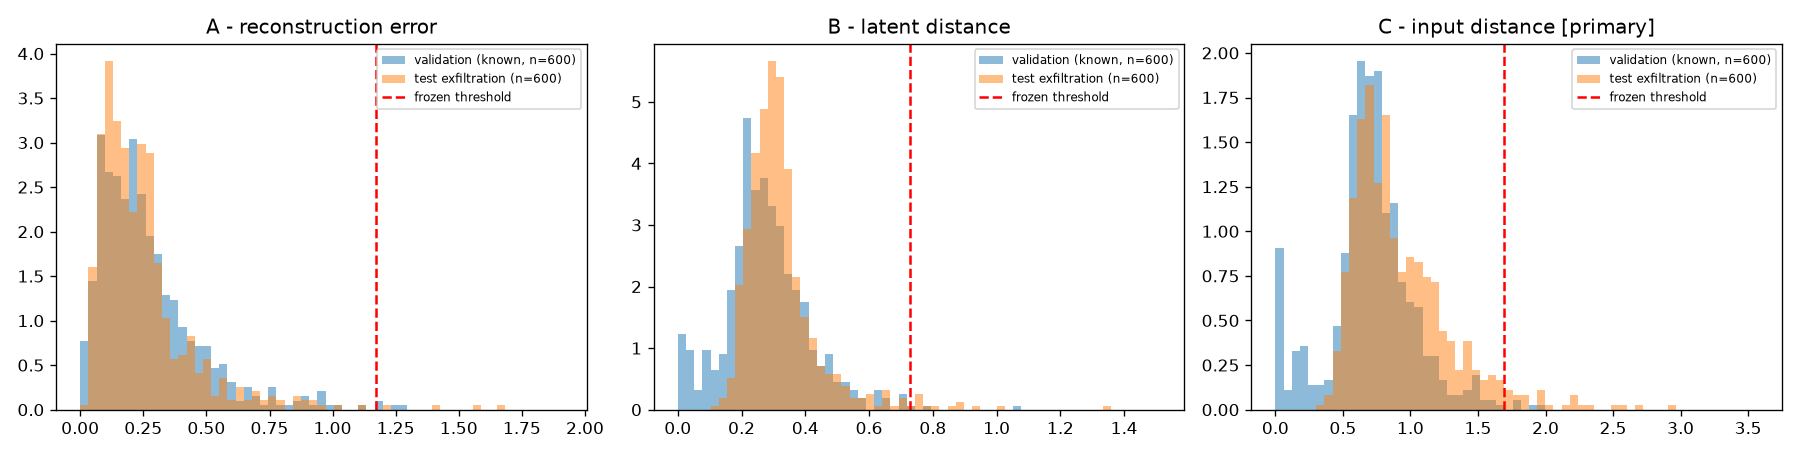 A - reconstruction error
4.0
3.5
3.0
2.5
2.0
1.5
1.0
0.5
0.0
0.00 0.25 0.50 0.75 1.00 1.25 1.50 1.75 2.00
validation (known, n=600)
test exfiltration (n=600)
frozen threshold
B - latent distance
5
4
3
2
1
0
0.0 0.2 0.4 0.6 0.8 1.0 1.2 1.4
validation (known, n=600)
test exfiltration (n=600)
frozen threshold
C - input distance [primary]
2.00
1.75
1.50
1.25
1.00
0.75
0.50
0.25
0.00
0.0 0.5 1.0 1.5 2.0 2.5 3.0 3.5
validation (known, n=600)
test exfiltration (n=600)
frozen threshold